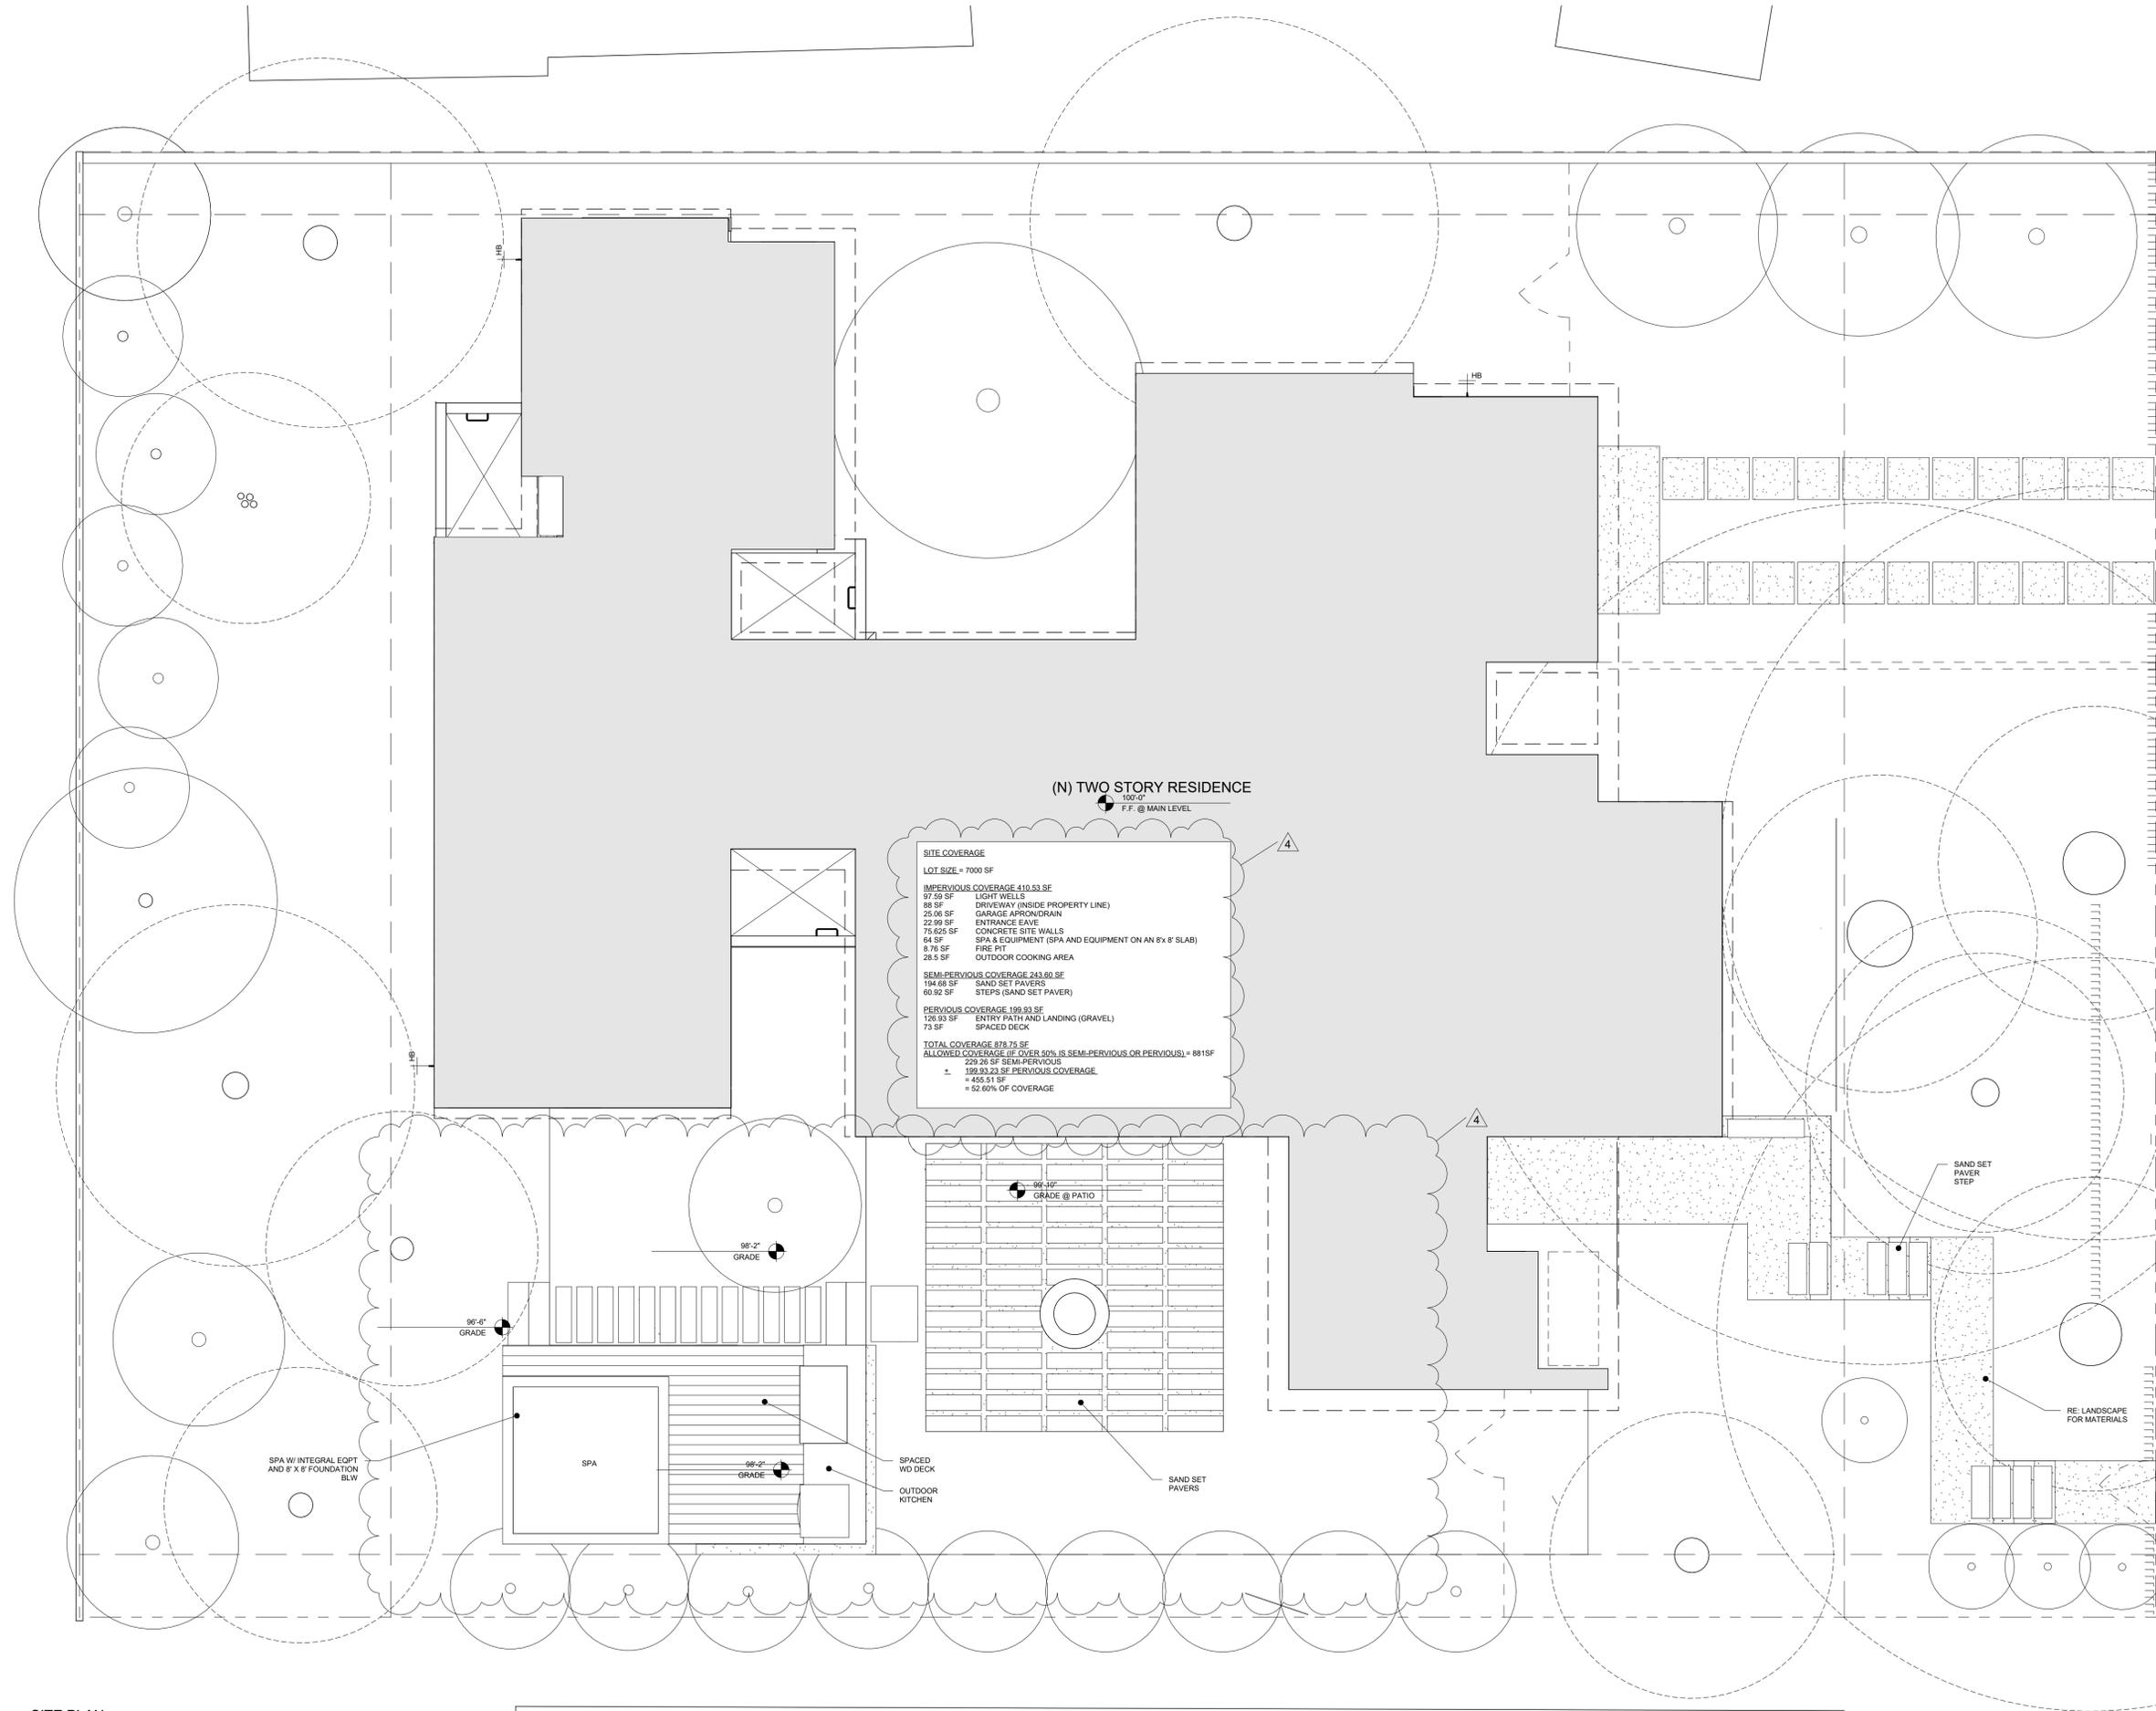 HB
HB
(N) TWO STORY RESIDENCE
100'-0"
F.F. @ MAIN LEVEL
4
SITE COVERAGE
LOT SIZE = 7000 SF
IMPERVIOUS COVERAGE 410.53 SF
97.59 SF LIGHT WELLS
88 SF DRIVEWAY (INSIDE PROPERTY LINE)
25.06 SF GARAGE APRON/DRAIN
22.99 SF ENTRANCE EAVE
75.625 SF CONCRETE SITE WALLS
64 SF SPA & EQUIPMENT (SPA AND EQUIPMENT ON AN 8'x 8' SLAB)
8.76 SF FIRE PIT
28.5 SF OUTDOOR COOKING AREA
SEMI-PERVIOUS COVERAGE 243.60 SF
194.68 SF SAND SET PAVERS
60.92 SF STEPS (SAND SET PAVER)
PERVIOUS COVERAGE 199.93 SF
126.93 SF ENTRY PATH AND LANDING (GRAVEL)
73 SF SPACED DECK
TOTAL COVERAGE 878.75 SF
ALLOWED COVERAGE (IF OVER 50% IS SEMI-PERVIOUS OR PERVIOUS) = 881SF
229.26 SF SEMI-PERVIOUS
+ 199.93.23 SF PERVIOUS COVERAGE
= 455.51 SF
= 52.60% OF COVERAGE
HB
4
SAND SET
PAVER
STEP
99'-10"
GRADE @ PATIO
98'-2"
GRADE
96'-6"
GRADE
RE: LANDSCAPE
FOR MATERIALS
SPA W/ INTEGRAL EQPT
AND 8' X 8' FOUNDATION
BLW
SPA
98'-2"
GRADE
SPACED
WD DECK
OUTDOOR
KITCHEN
SAND SET
PAVERS